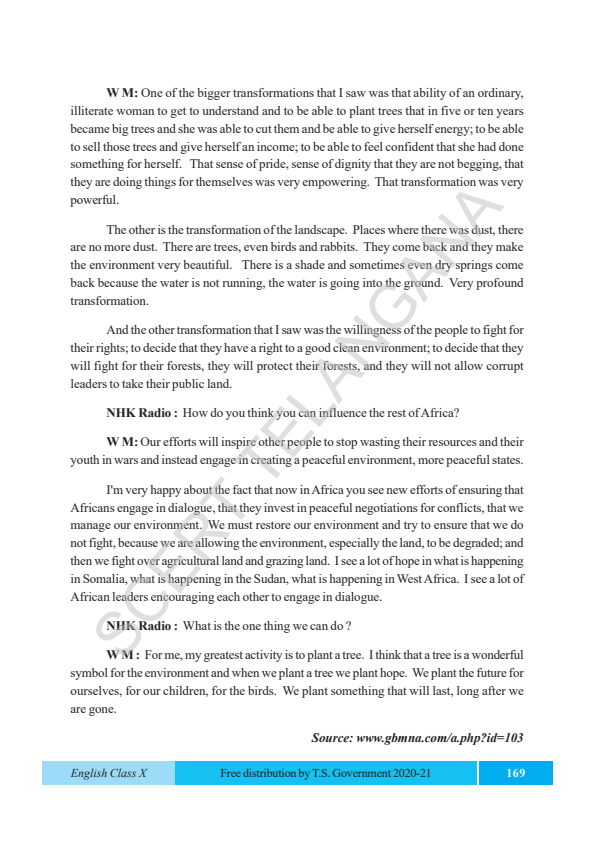 W M: One of the bigger transformations that I saw was that ability of an ordinary,
illiterate woman to get to understand and to be able to plant trees that in five or ten years
became big trees and she was able to cut them and be able to give herself energy; to be able
to sell those trees and give herself an income; to be able to feel confident that she had done
something for herself. That sense of pride, sense of dignity that they are not begging, that
they are doing things for themselves was very empowering. That transformation was very
powerful.
The other is the transformation of the landscape. Places where there was dust, there
are no more dust. There are trees, even birds and rabbits. They come back and they make
the environment very beautiful. There is a shade and sometimes even dry springs come
back because the water is not running, the water is going into the ground. Very profound
transformation.
And the other transformation that I saw was the willingness of the people to fight for
their rights; to decide that they have a right to a good clean environment; to decide that they
will fight for their forests, they will protect their forests, and they will not allow corrupt
leaders to take their public land.
NHK Radio : How do you think you can influence the rest of Africa?
W M: Our efforts will inspire other people to stop wasting their resources and their
youth in wars and instead engage in creating a peaceful environment, more peaceful states.
I'm very happy about the fact that now in Africa you see new efforts of ensuring that
Africans engage in dialogue, that they invest in peaceful negotiations for conflicts, that we
manage our environment. We must restore our environment and try to ensure that we do
not fight, because we are allowing the environment, especially the land, to be degraded; and
then we fight over agricultural land and grazing land. I see a lot of hope in what is happening
in Somalia, what is happening in the Sudan, what is happening in West Africa. I see a lot of
African leaders encouraging each other to engage in dialogue.
NHK Radio : What is the one thing we can do ?
W M : For me, my greatest activity is to plant a tree. I think that a tree is a wonderful
symbol for the environment and when we plant a tree we plant hope. We plant the future for
ourselves, for our children, for the birds. We plant something that will last, long after we
are gone.
Source: www.gbmna.com/a.php?id=103
SCERT TELANGANA
English Class X Free distribution by T.S. Government 2020-21 169